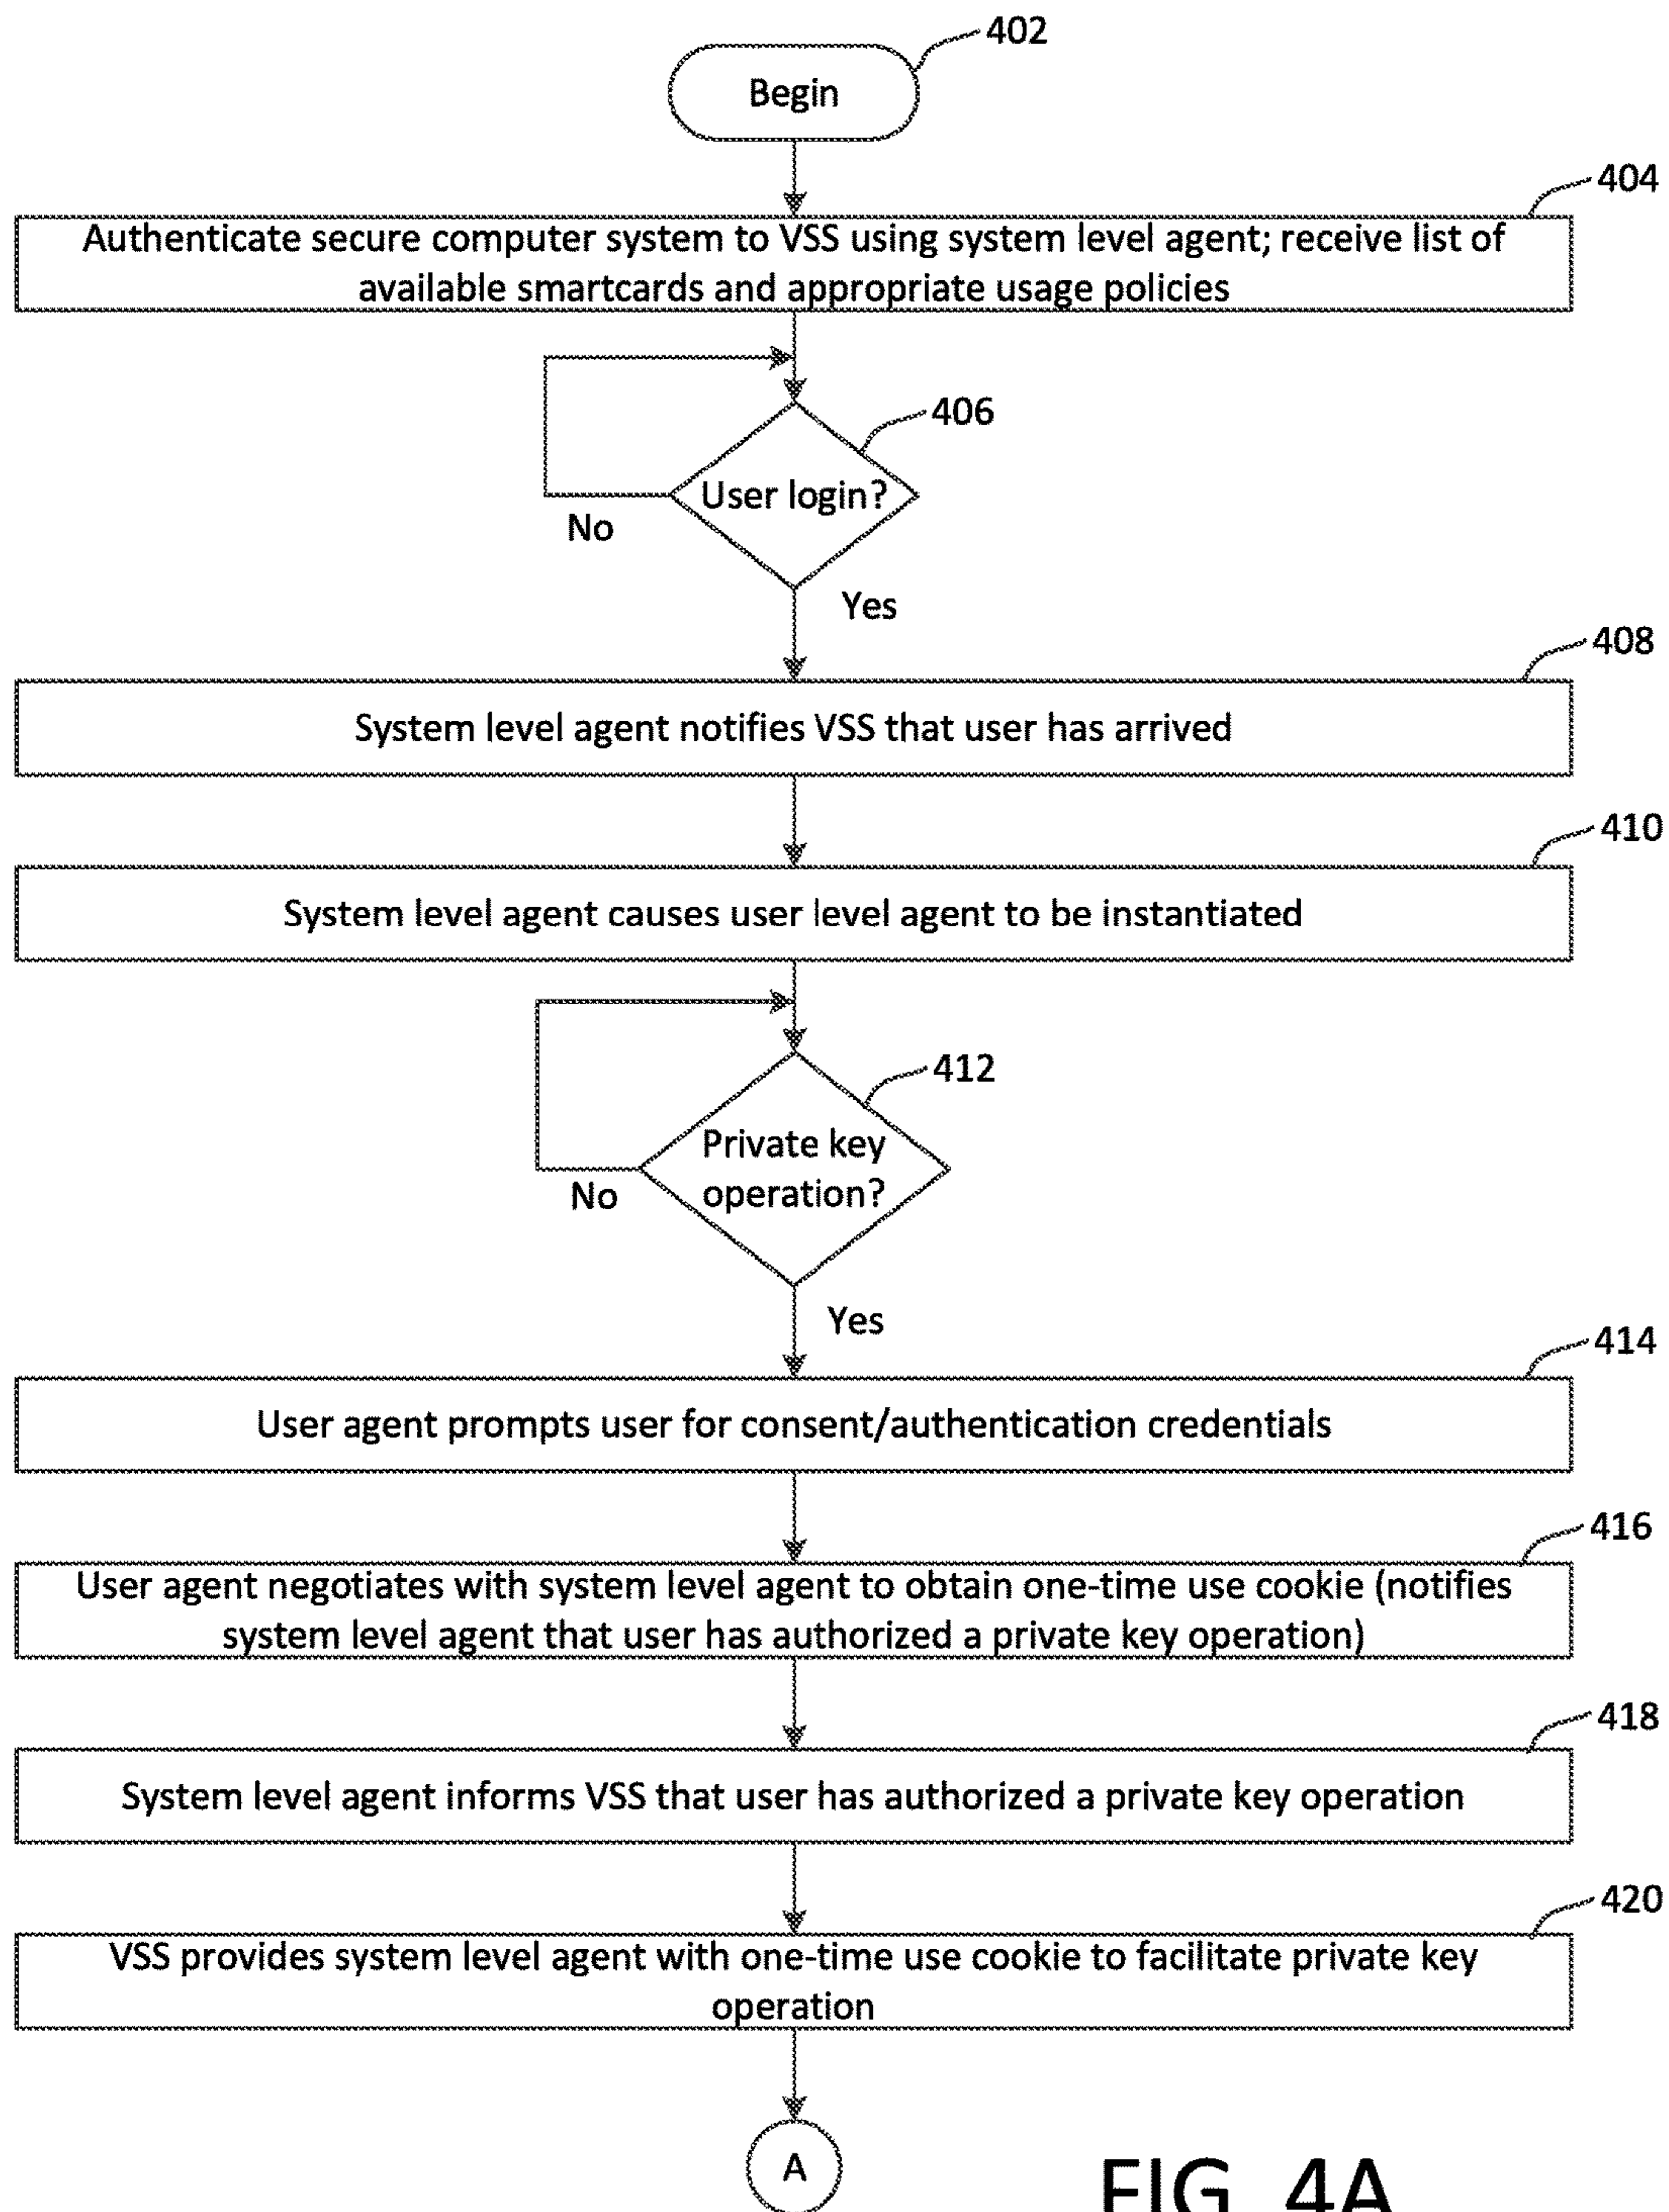 402
Begin
404
Authenticate secure computer system to VSS using system level agent; receive list of
available smartcards and appropriate usage policies
406
User login?
No
Yes
408
System level agent notifies VSS that user has arrived
410
System level agent causes user level agent to be instantiated
412
Private key
operation?
No
Yes
414
User agent prompts user for consent/authentication credentials
416
User agent negotiates with system level agent to obtain one-time use cookie (notifies
system level agent that user has authorized a private key operation)
418
System level agent informs VSS that user has authorized a private key operation
420
VSS provides system level agent with one-time use cookie to facilitate private key
operation
A
FIG. 4A